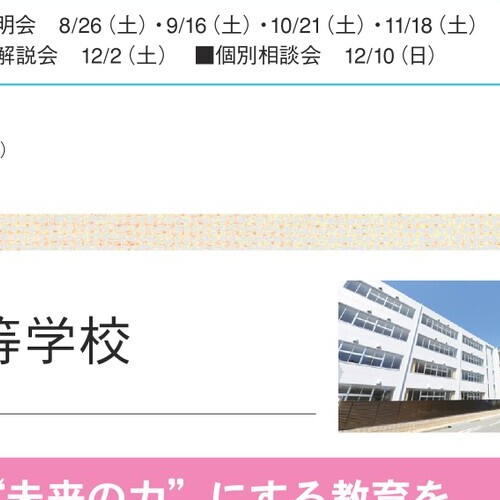 明会 8/26（土）・9/16（土）・10/21（土）・11/18（土）
解説会 12/2（土） ■個別相談会 12/10（日）
）
等学校
“未来の力”にする教育を